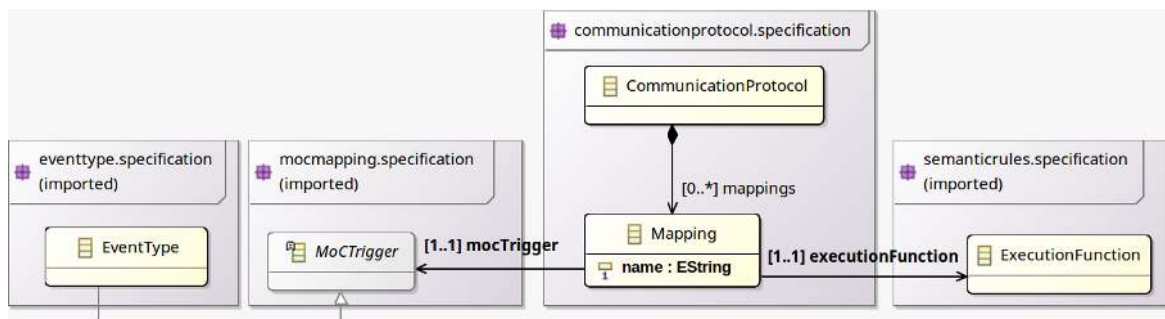 communicationprotocol.specification
CommunicationProtocol
eventtype.specification
(imported)
mocmapping.specification
(imported)
semanticrules.specification
(imported)
[0..*] mappings
EventType
MoCTrigger
[1..1] mocTrigger
Mapping
name : EString
[1..1] executionFunction
ExecutionFunction